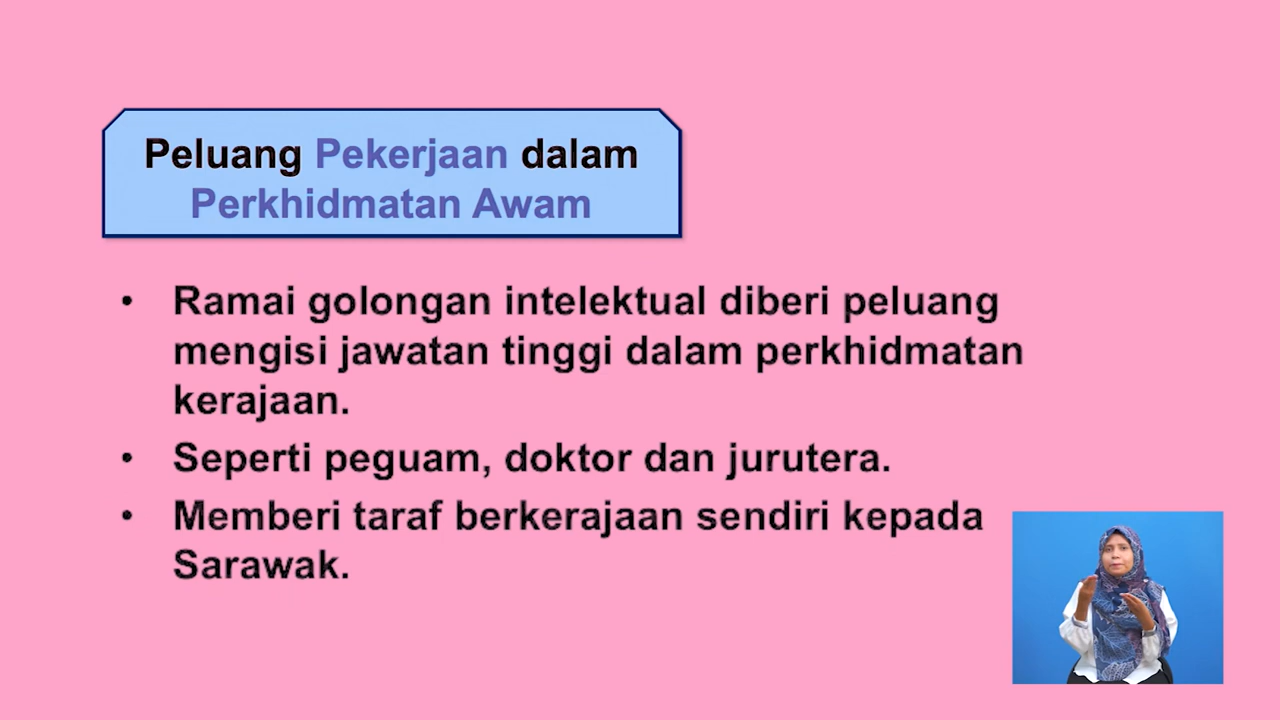 Peluang Pekerjaan dalam
Perkhidmatan Awam
• Ramai golongan intelektual diberi peluang
mengisi jawatan tinggi dalam perkhidmatan
kerajaan.
• Seperti peguam, doktor dan jurutera.
• Memberi taraf berkerajaan sendiri kepada
Sarawak.